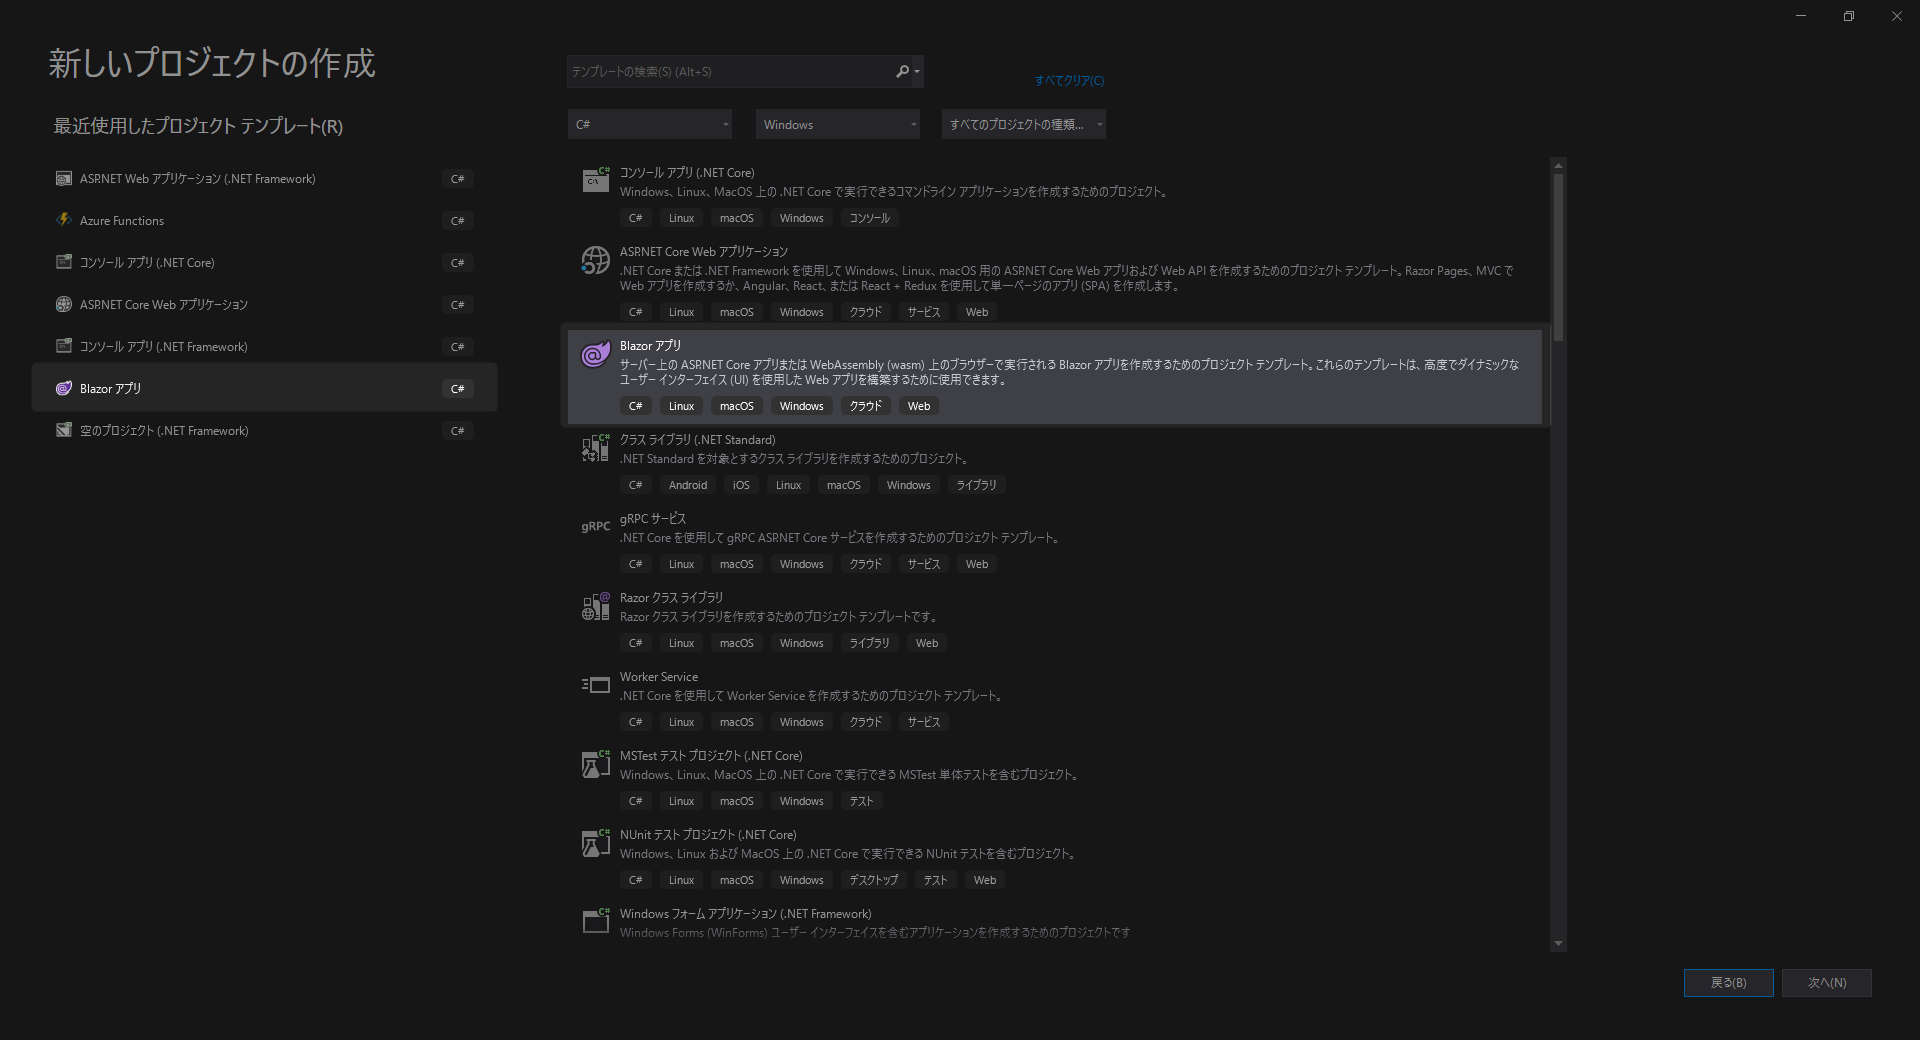 新しいプロジェクトの作成
最近使用したプロジェクト テンプレート(R)
ASP.NET Web アプリケーション (.NET Framework) C#
Azure Functions C#
コンソール アプリ (.NET Core) C#
ASP.NET Core Web アプリケーション C#
コンソール アプリ (.NET Framework) C#
Blazor アプリ C#
空のプロジェクト (.NET Framework) C#
テンプレートの検索(S) (Alt+S)
すべてクリア(C)
C# Windows すべてのプロジェクトの種類...
コンソール アプリ (.NET Core)
Windows、Linux、MacOS 上の .NET Core で実行できるコマンドライン アプリケーションを作成するためのプロジェクト。
C# Linux macOS Windows コンソール
ASP.NET Core Web アプリケーション
.NET Core または .NET Framework を使用して Windows、Linux、macOS 用の ASP.NET Core Web アプリおよび Web API を作成するためのプロジェクト テンプレート。Razor Pages、MVC で
Web アプリを作成するか、Angular、React、または React + Redux を使用して単一ページのアプリ (SPA) を作成します。
C# Linux macOS Windows クラウド サービス Web
Blazor アプリ
サーバー上の ASP.NET Core アプリまたは WebAssembly (wasm) 上のブラウザーで実行される Blazor アプリを作成するためのプロジェクト テンプレート。これらのテンプレートは、高度でダイナミックな
ユーザー インターフェイス (UI) を使用した Web アプリを構築するために使用できます。
C# Linux macOS Windows クラウド Web
クラス ライブラリ (.NET Standard)
.NET Standard を対象とするクラス ライブラリを作成するためのプロジェクト。
C# Android iOS Linux macOS Windows ライブラリ
gRPC
gRPC サービス
.NET Core を使用して gRPC ASP.NET Core サービスを作成するためのプロジェクト テンプレート。
C# Linux macOS Windows クラウド サービス Web
Razor クラス ライブラリ
Razor クラス ライブラリを作成するためのプロジェクト テンプレートです。
C# Linux macOS Windows ライブラリ Web
Worker Service
.NET Core を使用して Worker Service を作成するためのプロジェクト テンプレート。
C# Linux macOS Windows クラウド サービス
MSTest テスト プロジェクト (.NET Core)
Windows、Linux、MacOS 上の .NET Core で実行できる MSTest 単体テストを含むプロジェクト。
C# Linux macOS Windows テスト
NUnit テスト プロジェクト (.NET Core)
Windows、Linux および MacOS 上の .NET Core で実行できる NUnit テストを含むプロジェクト。
C# Linux macOS Windows デスクトップ テスト Web
Windows フォーム アプリケーション (.NET Framework)
Windows Forms (WinForms) ユーザー インターフェイスを含むアプリケーションを作成するためのプロジェクトです
戻る(B) 次へ(N)